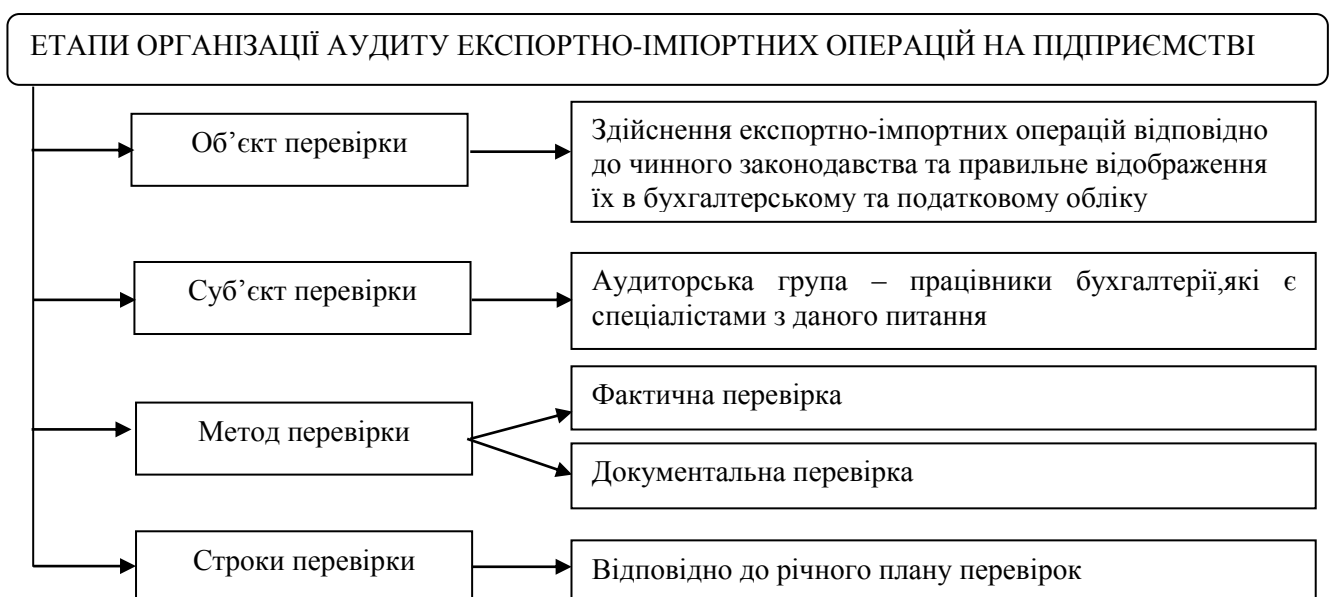 ЕТАПИ ОРГАНІЗАЦІЇ АУДИТУ ЕКСПОРТНО-ІМПОРТНИХ ОПЕРАЦІЙ НА ПІДПРИЄМСТВІ
Об’єкт перевірки
Здійснення експортно-імпортних операцій відповідно
до чинного законодавства та правильне відображення
їх в бухгалтерському та податковому обліку
Суб’єкт перевірки
Аудиторська група – працівники бухгалтерії,які є
спеціалістами з даного питання
Метод перевірки
Фактична перевірка
Документальна перевірка
Строки перевірки
Відповідно до річного плану перевірок